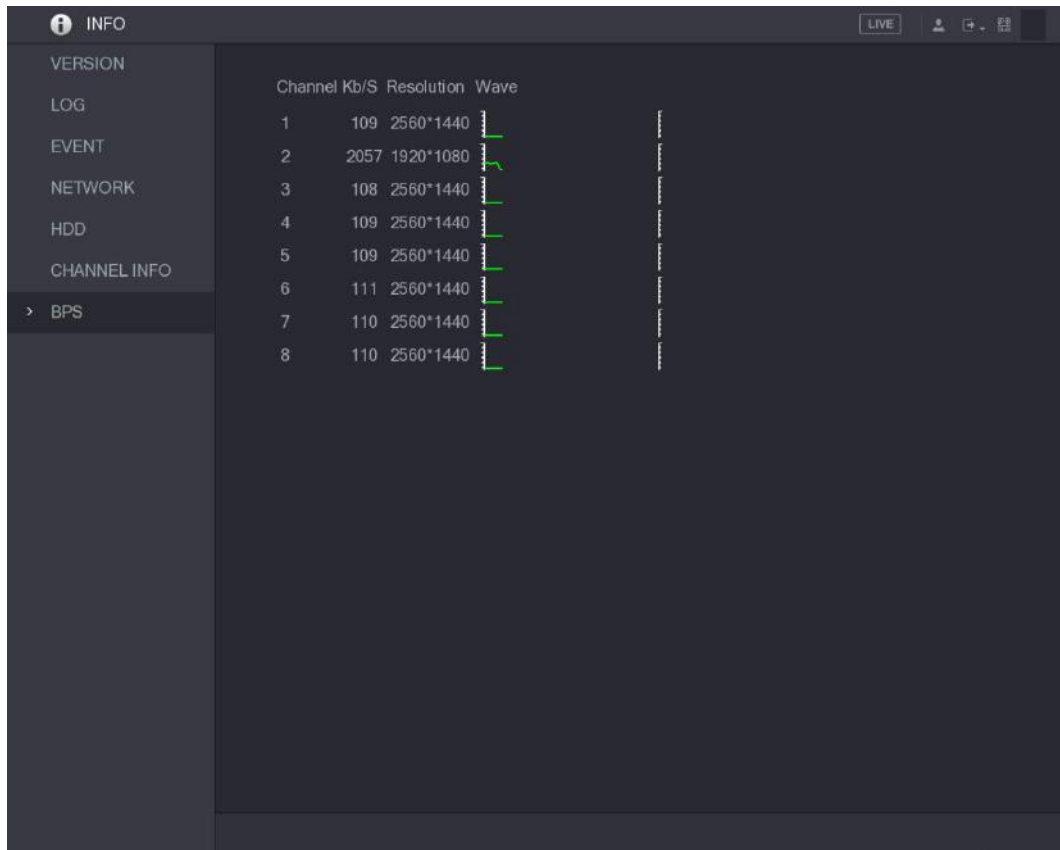 INFO
LIVE
VERSION
LOG
EVENT
NETWORK
HDD
CHANNEL INFO
> BPS
Channel Kb/S Resolution Wave
1 109 2560*1440
2 2057 1920*1080
3 108 2560*1440
4 109 2560*1440
5 109 2560*1440
6 111 2560*1440
7 110 2560*1440
8 110 2560*1440